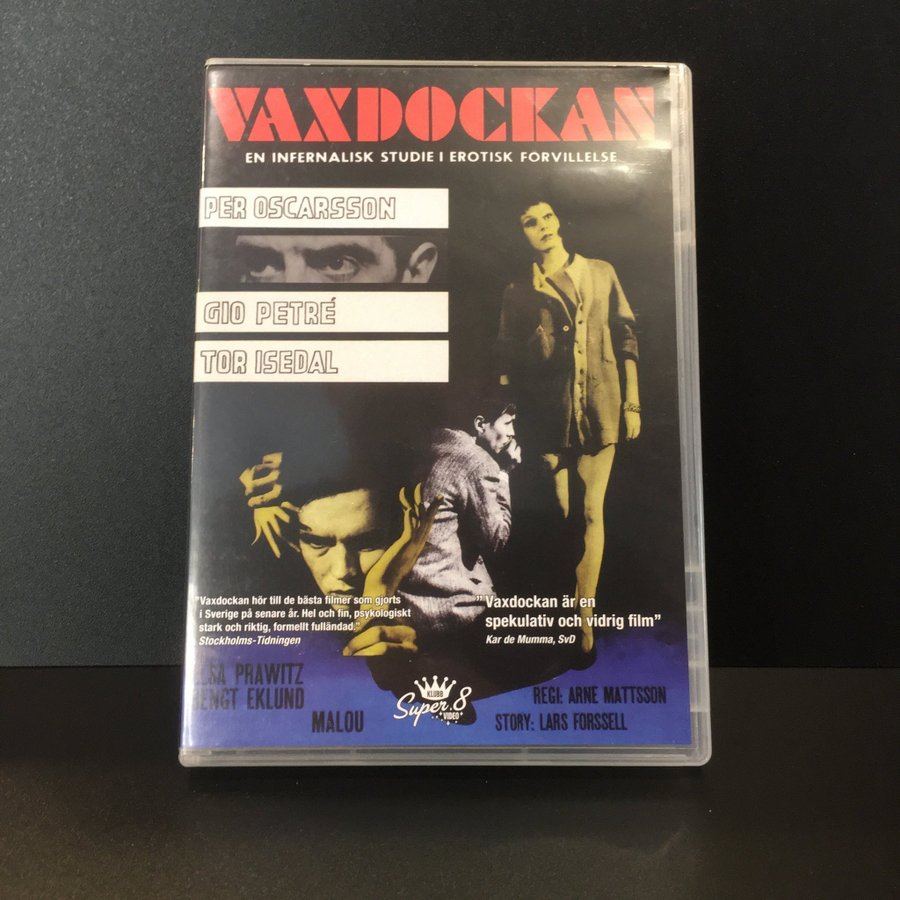 VAXDOCKAN
EN INFERNALISK STUDIE I EROTISK FORVILLELSE
PER OSCARSSON
GIO PETRÉ
TOR ISEDAL
"Vaxdockan hör till de bästa filmer som gjorts
i Sverige på senare år. Hel och fin, psykologiskt
stark och riktig, formellt fulländad."
Stockholms-Tidningen
"Vaxdockan är en
spekulativ och vidrig film"
Kar de Mumma, SvD
PRAWITZ
EKLUND
MALOU
KLUBB
Super 8
VIDEO
REGI: ARNE MATTSSON
STORY: LARS FORSSELL